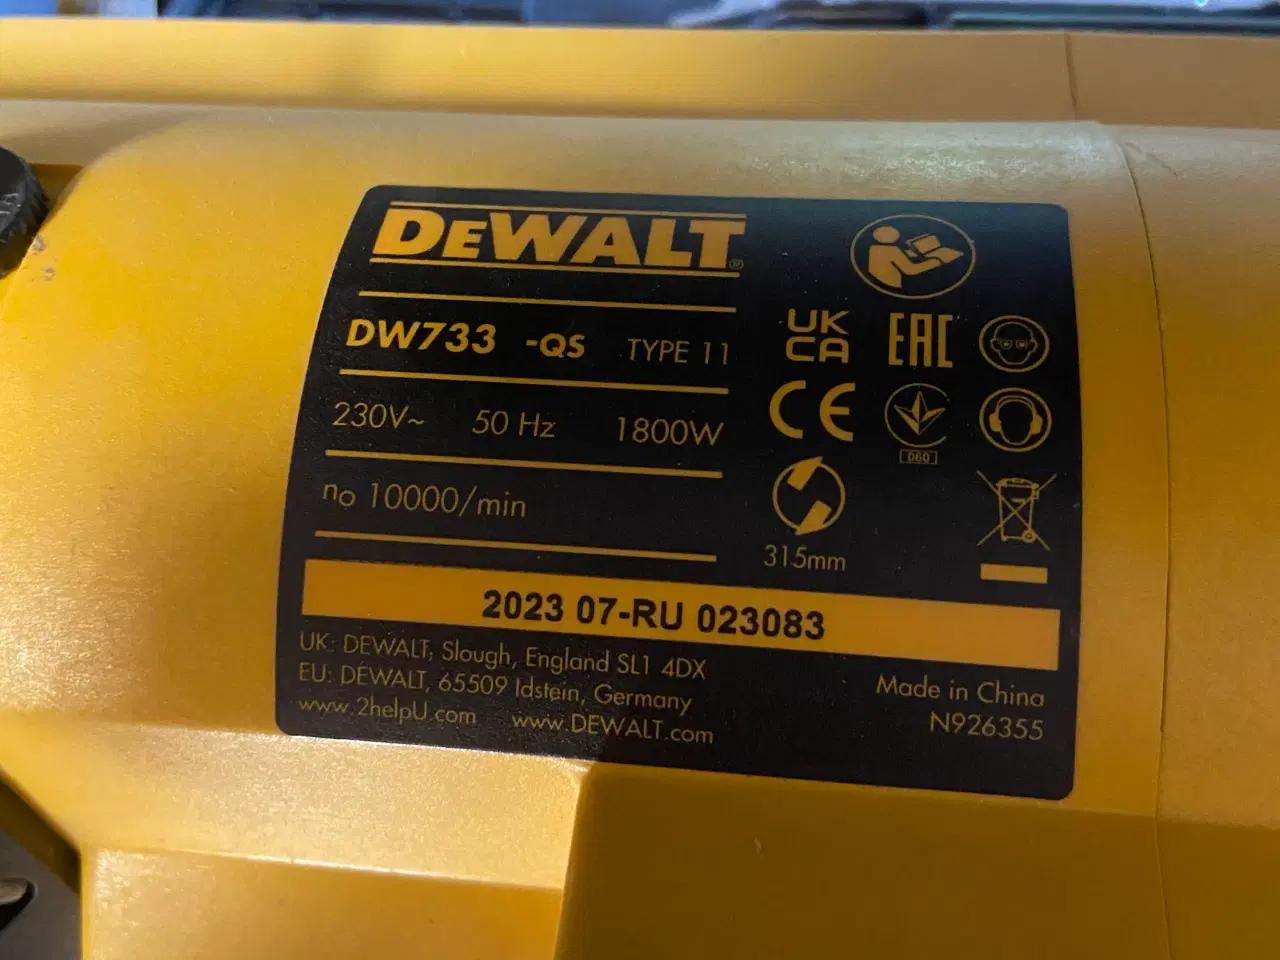 DEWALT®
DW733 -QS TYPE 11
230V~ 50 Hz 1800W
no 10000/min
UK
CA
EAC
CE
060
315mm
2023 07-RU 023083
UK: DEWALT, Slough, England SL1 4DX
EU: DEWALT, 65509 Idstein, Germany
www.2helpU.com www.DEWALT.com
Made in China
N926355